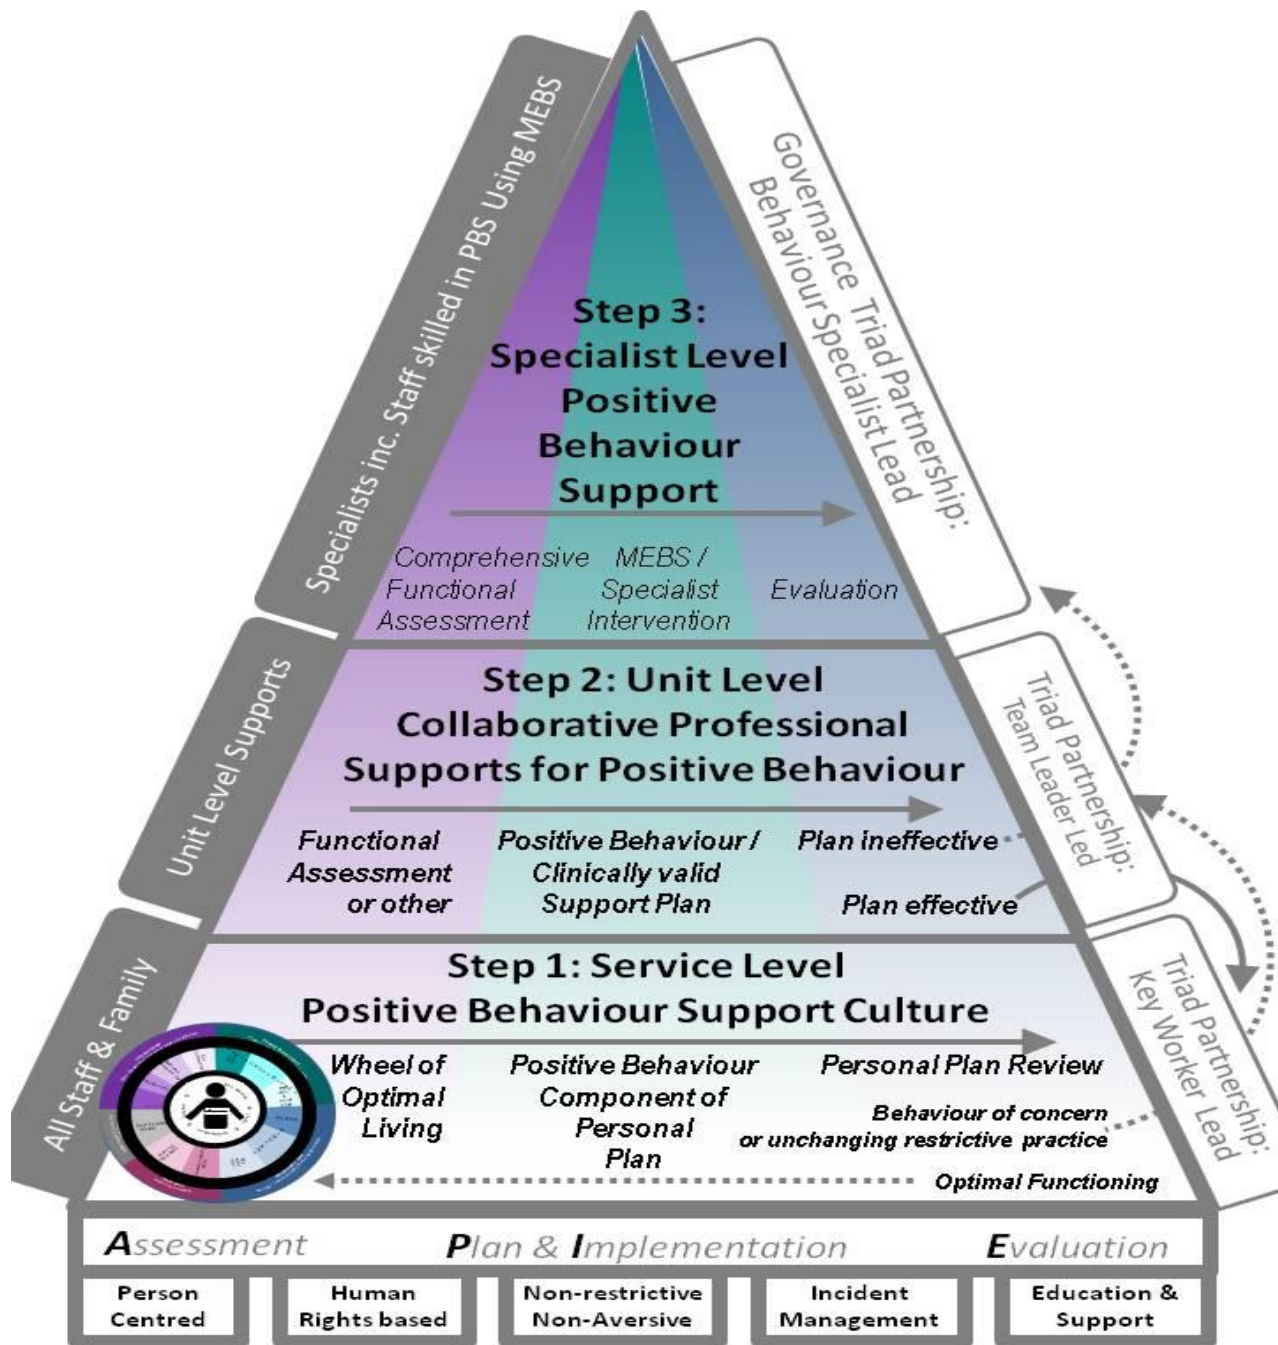 Specialists inc. Staff skilled in PBS Using MEBS
Governance Triad Partnership:
Behaviour Specialist Lead
Step 3:
Specialist Level
Positive
Behaviour
Support
Comprehensive
Functional
Assessment
MEBS /
Specialist
Intervention
Evaluation
Unit Level Supports
Triad Partnership:
Team Leader Led
Step 2: Unit Level
Collaborative Professional
Supports for Positive Behaviour
Functional
Assessment
or other
Positive Behaviour /
Clinically valid
Support Plan
Plan ineffective
Plan effective
All Staff & Family
Triad Partnership:
Key Worker Lead
Step 1: Service Level
Positive Behaviour Support Culture
Wheel of
Optimal
Living
Positive Behaviour
Component of
Personal
Plan
Personal Plan Review
Behaviour of concern
or unchanging restrictive practice
Optimal Functioning
Assessment
Plan & Implementation
Evaluation
Person
Centred
Human
Rights based
Non-restrictive
Non-Aversive
Incident
Management
Education &
Support